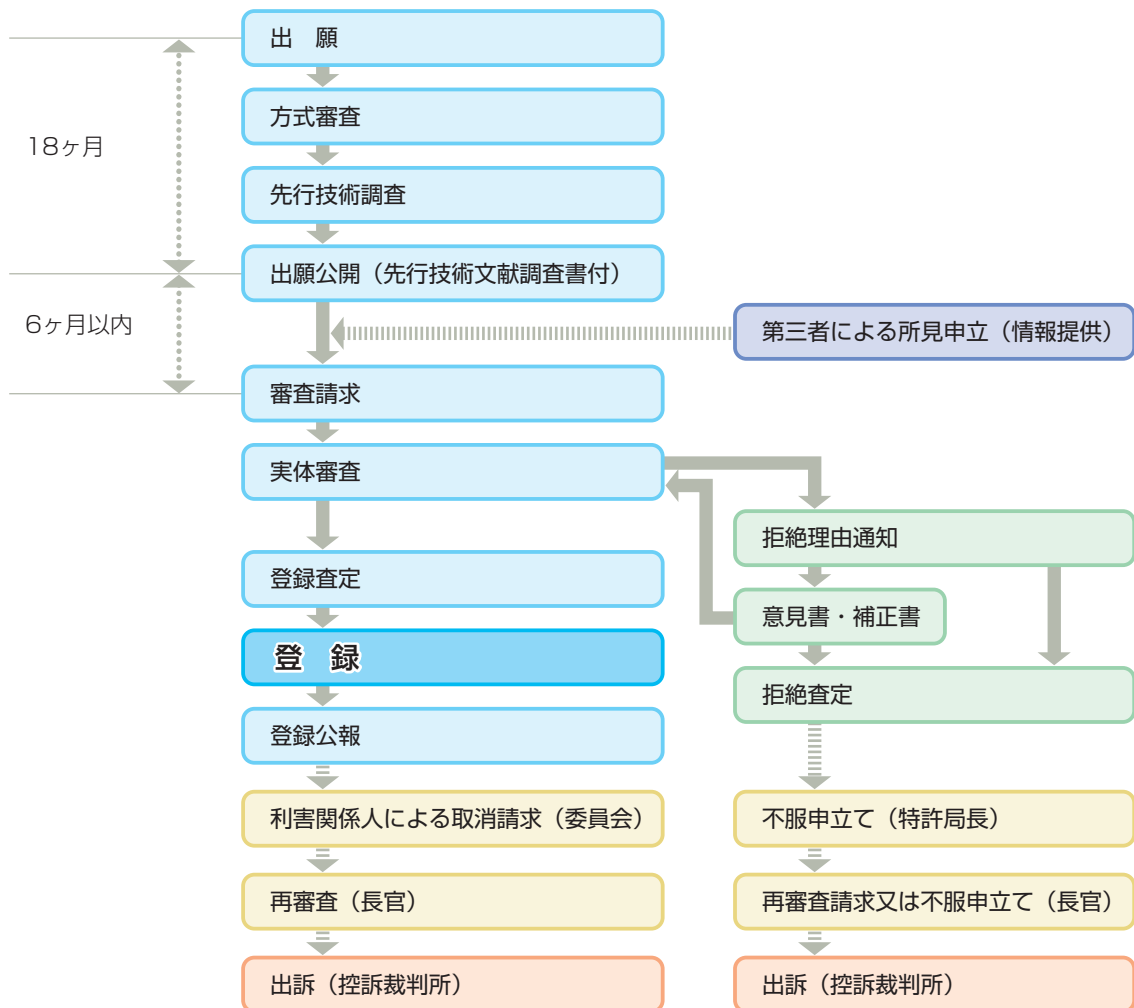 出　願
方式審査
18ヶ月
先行技術調査
出願公開（先行技術文献調査書付）
6ヶ月以内
第三者による所見申立（情報提供）
審査請求
実体審査
拒絶理由通知
登録査定
意見書・補正書
登　録
拒絶査定
登録公報
利害関係人による取消請求（委員会）
不服申立て（特許局長）
再審査（長官）
再審査請求又は不服申立て（長官）
出訴（控訴裁判所）
出訴（控訴裁判所）